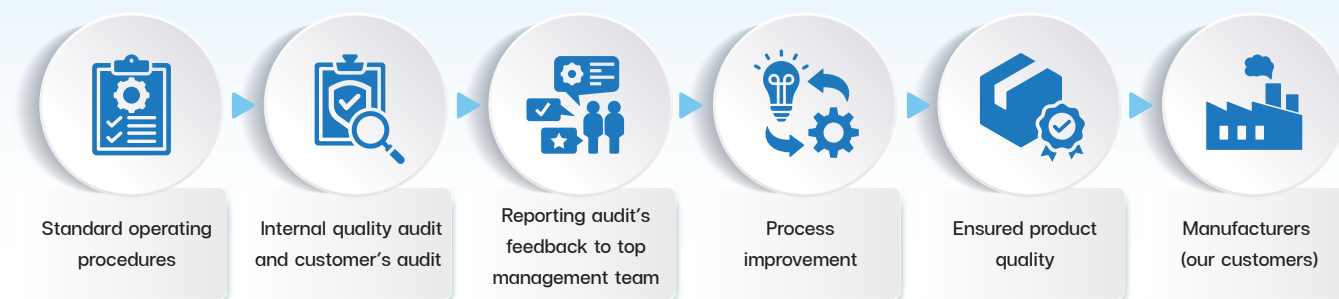 Standard operating
procedures
Internal quality audit
and customer's audit
Reporting audit's
feedback to top
management team
Process
improvement
Ensured product
quality
Manufacturers
(our customers)